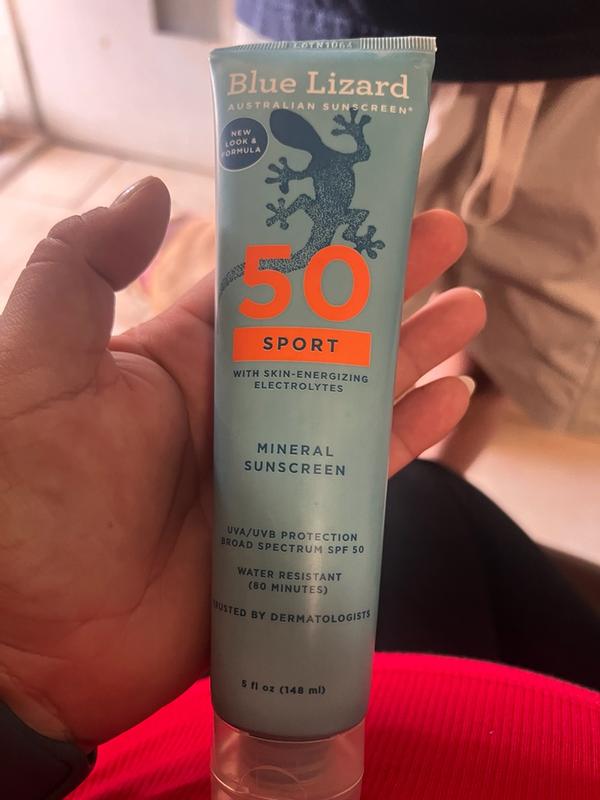 Blue Lizard
AUSTRALIAN SUNSCREEN®
NEW
LOOK &
FORMULA
50
SPORT
WITH SKIN-ENERGIZING
ELECTROLYTES
MINERAL
SUNSCREEN
UVA/UVB PROTECTION
BROAD SPECTRUM SPF 50
WATER RESISTANT
(80 MINUTES)
TRUSTED BY DERMATOLOGISTS
5 fl oz (148 ml)